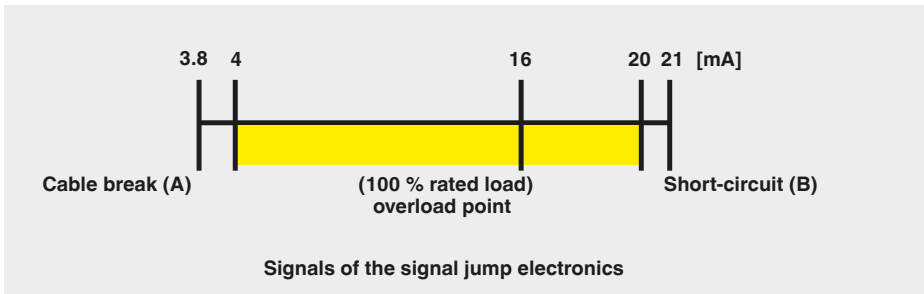 3.8 4 16 20 21 [mA]
Cable break (A) (100 % rated load) Short-circuit (B)
overload point
Signals of the signal jump electronics